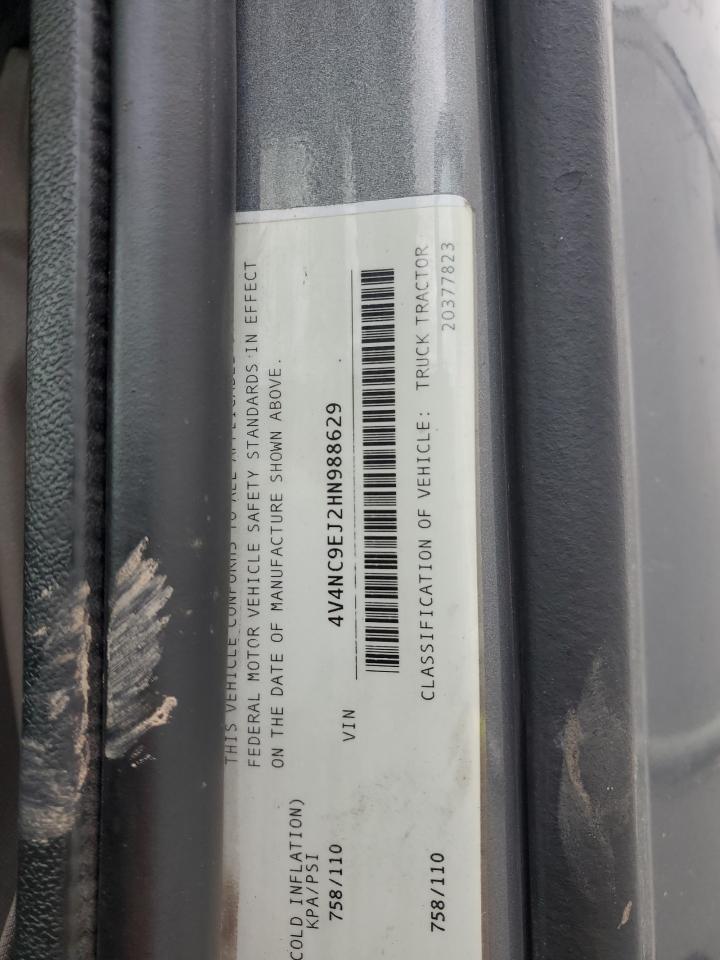 THIS VEHICLE CONFORMS TO ALL APPLICABLE
FEDERAL MOTOR VEHICLE SAFETY STANDARDS IN EFFECT
ON THE DATE OF MANUFACTURE SHOWN ABOVE.
COLD INFLATION)
KPA/PSI
758/110
VIN
4V4NC9EJ2HN988629
758/110
CLASSIFICATION OF VEHICLE: TRUCK TRACTOR
20377823